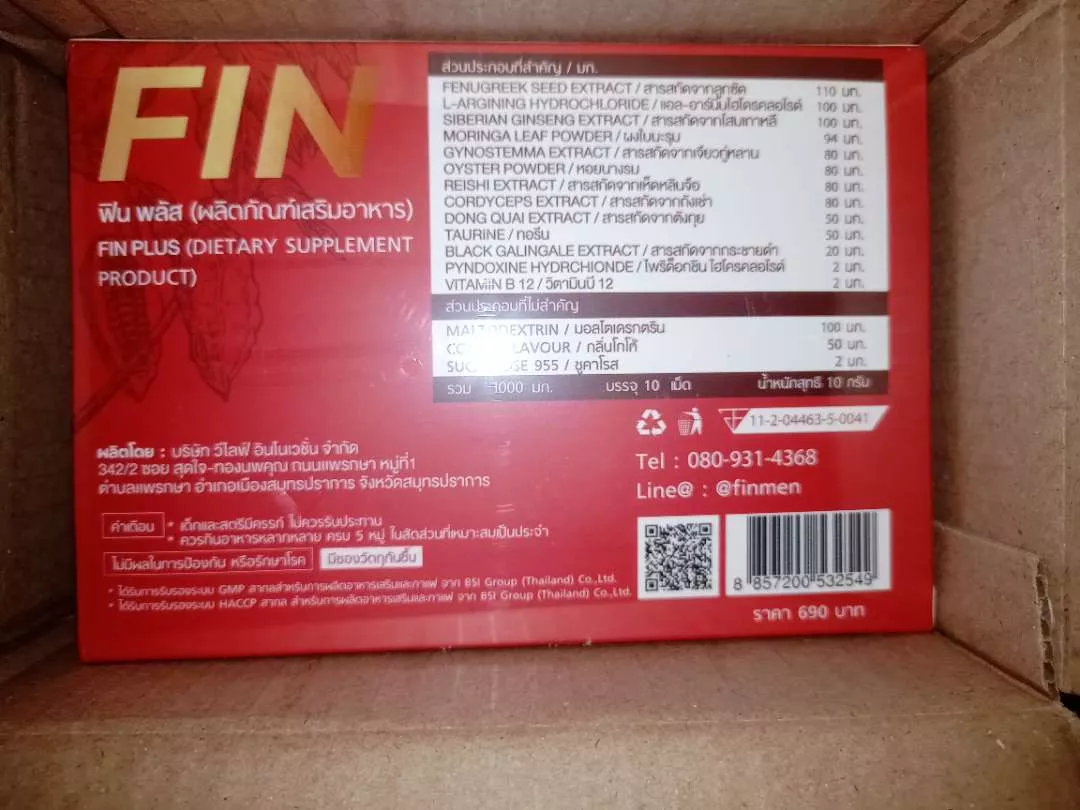 FIN
ฟิน พลัส (ผลิตภัณฑ์เสริมอาหาร)
FIN PLUS (DIETARY SUPPLEMENT
PRODUCT)
ส่วนประกอบที่สำคัญ / มก.
FENUGREEK SEED EXTRACT / สารสกัดจากลูกซัด 110 มก.
L-ARGINING HYDROCHLORIDE / แอล-อาร์นีนไฮโดรคลอไรด์ 100 มก.
SIBERIAN GINSENG EXTRACT / สารสกัดจากโสมเกาหลี 100 มก.
MORINGA LEAF POWDER / ผงใบมะรุม 94 มก.
GYNOSTEMMA EXTRACT / สารสกัดจากเจียวกู่หลาน 80 มก.
OYSTER POWDER / หอยนางรม 80 มก.
REISHI EXTRACT / สารสกัดจากเห็ดหลินจือ 80 มก.
CORDYCEPS EXTRACT / สารสกัดจากถั่งเช่า 80 มก.
DONG QUAI EXTRACT / สารสกัดจากตังกุย 50 มก.
TAURINE / ทอรีน 50 มก.
BLACK GALINGALE EXTRACT / สารสกัดจากกระชายดำ 20 มก.
PYNDOXINE HYDRCHIONDE / ไพริด็อกซิน ไฮโดรคลอไรด์ 2 มก.
VITAMIN B 12 / วิตามินบี 12 2 มก.
ส่วนประกอบที่ไม่สำคัญ
MALTODEXTRIN / มอลโตเดรกตริน 100 มก.
FLAVOUR / กลิ่นโกโก้ 50 มก.
955 / ซูคาโรส 2 มก.
รวม 1000 มก. บรรจุ 10 เม็ด น้ำหนักสุทธิ 10 กรัม
11-2-04463-5-0041
ผลิตโดย : บริษัท วีไลฟ์ อินโนเวชั่น จำกัด
342/2 ซอย สุดใจ-ทองนพคุณ ถนนแพรกษา หมู่ที่1
ตำบลแพรกษา อำเภอเมืองสมุทรปราการ จังหวัดสมุทรปราการ
Tel : 080-931-4368
Line@ : @finmen
คำเตือน * เด็กและสตรีมีครรภ์ ไม่ควรรับประทาน
* ควรกินอาหารหลากหลาย ครบ 5 หมู่ ในสัดส่วนที่เหมาะสมเป็นประจำ
ไม่มีผลในการป้องกัน หรือรักษาโรค มีซองวัตถุกันชื้น
* ได้รับการรับรองระบบ GMP สากลสำหรับการผลิตอาหารเสริมและกาแฟ จาก BSI Group (Thailand) Co.,Ltd.
* ได้รับการรับรองระบบ HACCP สากล สำหรับการผลิตอาหารเสริมและกาแฟ จาก BSI Group (Thailand) Co.,Ltd.
8 857200 532549
ราคา 690 บาท